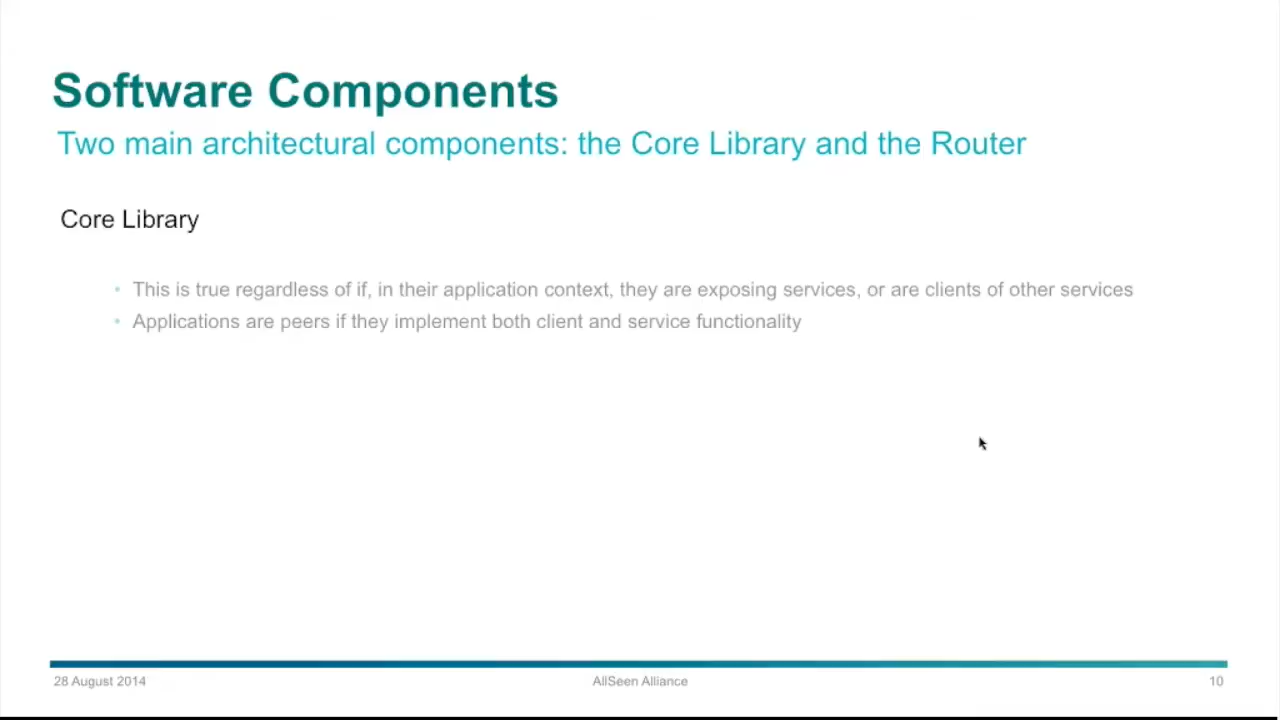 Software Components
Two main architectural components: the Core Library and the Router
Core Library
• This is true regardless of if, in their application context, they are exposing services, or are clients of other services
• Applications are peers if they implement both client and service functionality
28 August 2014
AllSeen Alliance
10